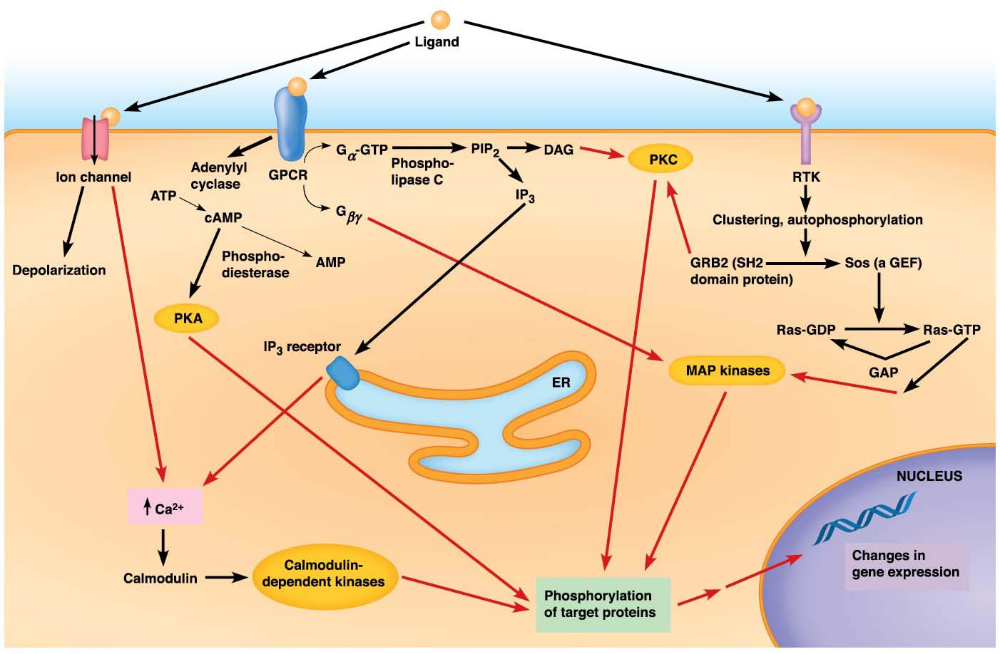 Ligand
Ion channel
Adenylyl
cyclase
GPCR
Gα-GTP
Phospho-
lipase C
PIP2
DAG
PKC
RTK
ATP
cAMP
Gβγ
IP3
Clustering, autophosphorylation
Depolarization
Phospho-
diesterase
AMP
GRB2 (SH2
domain protein)
Sos (a GEF)
PKA
Ras-GDP
Ras-GTP
IP3 receptor
ER
MAP kinases
GAP
NUCLEUS
↑ Ca2+
Changes in
gene expression
Calmodulin
Calmodulin-
dependent kinases
Phosphorylation
of target proteins